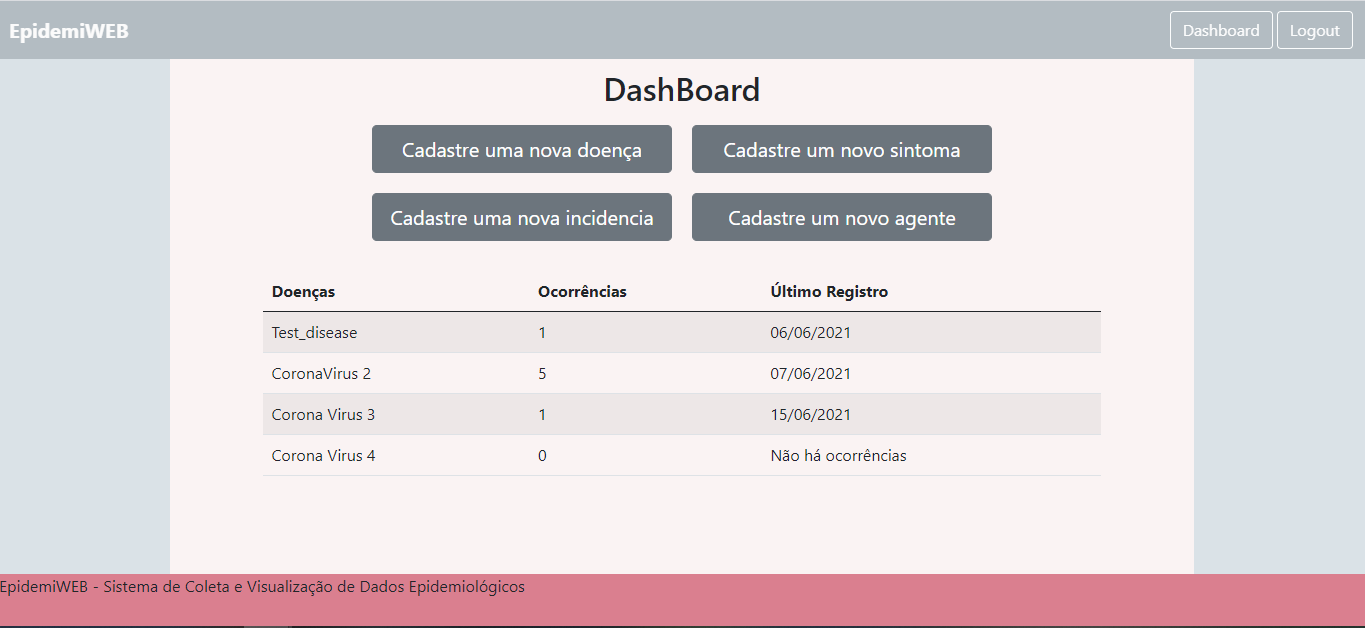 EpidemiWEB
Dashboard Logout
DashBoard
Cadastre uma nova doença Cadastre um novo sintoma
Cadastre uma nova incidencia Cadastre um novo agente
Doenças Ocorrências Último Registro
Test_disease 1 06/06/2021
CoronaVirus 2 5 07/06/2021
Corona Virus 3 1 15/06/2021
Corona Virus 4 0 Não há ocorrências
EpidemiWEB - Sistema de Coleta e Visualização de Dados Epidemiológicos